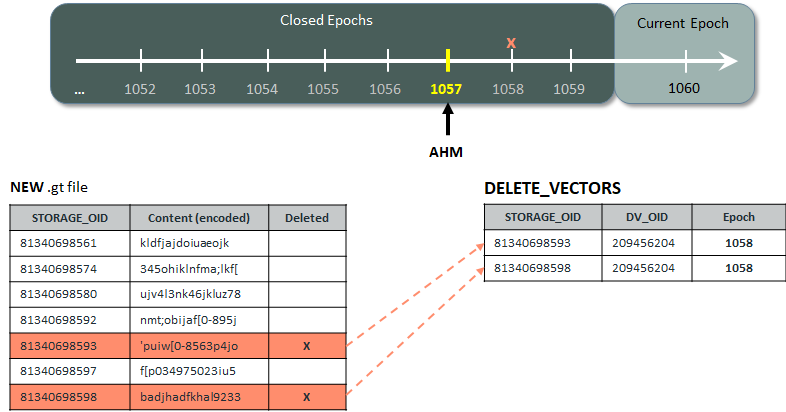 Closed Epochs
Current Epoch
X
... 1052 1053 1054 1055 1056 1057 1058 1059 1060
AHM
NEW .gt file
STORAGE_OID Content (encoded) Deleted
81340698561 kldfjajdoiuaeojk
81340698574 345ohiklnfma;lkf[
81340698580 ujv4l3nk46jkluz78
81340698592 nmt;obijaf[0-895j
81340698593 'puiw[0-8563p4jo X
81340698597 f[p034975023iu5
81340698598 badjhadfkhal9233 X
DELETE_VECTORS
STORAGE_OID DV_OID Epoch
81340698593 209456204 1058
81340698598 209456204 1058